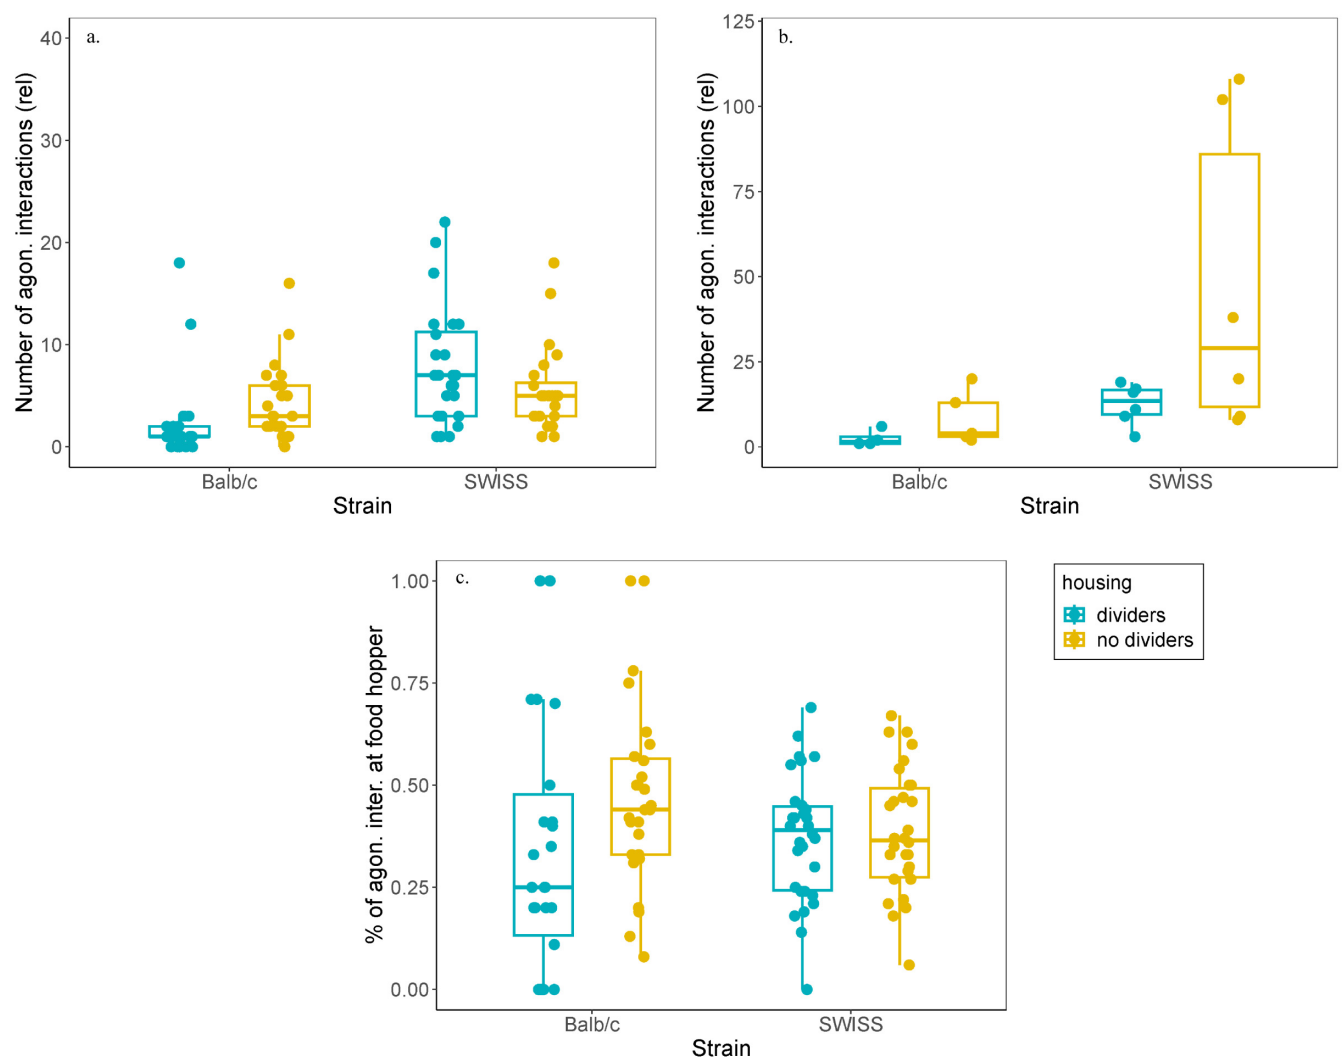 a.
Number of agon. interactions (rel)
40
30
20
10
0
Balb/c SWISS
Strain
b.
Number of agon. interactions (rel)
125
100
75
50
25
0
Balb/c SWISS
Strain
c.
% of agon. inter. at food hopper
1.00
0.75
0.50
0.25
0.00
Balb/c SWISS
Strain
housing
dividers
no dividers